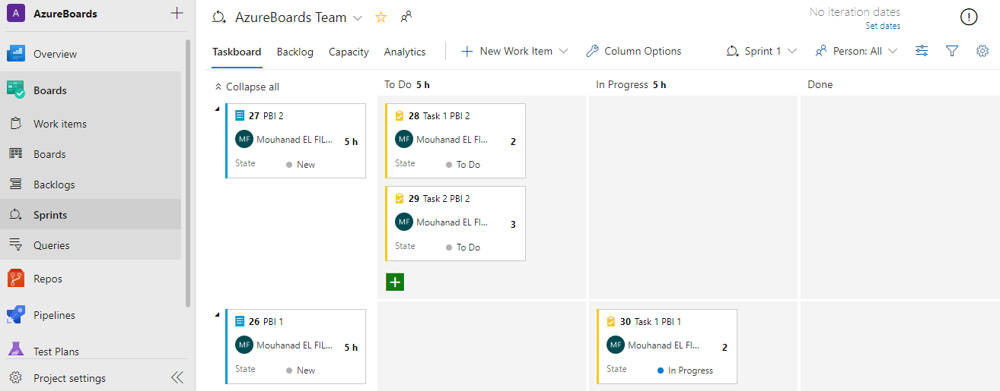 A AzureBoards
Overview
Boards
Work items
Boards
Backlogs
Sprints
Queries
Repos
Pipelines
Test Plans
Project settings
AzureBoards Team
No iteration dates
Set dates
Taskboard Backlog Capacity Analytics New Work Item Column Options Sprint 1 Person: All
Collapse all To Do 5 h In Progress 5 h Done
27 PBI 2
MF Mouhanad EL FIL... 5 h
State New
28 Task 1 PBI 2
MF Mouhanad EL FI... 2
State To Do
29 Task 2 PBI 2
MF Mouhanad EL FI... 3
State To Do
26 PBI 1
MF Mouhanad EL FIL... 5 h
State New
30 Task 1 PBI 1
MF Mouhanad EL FI... 2
State In Progress